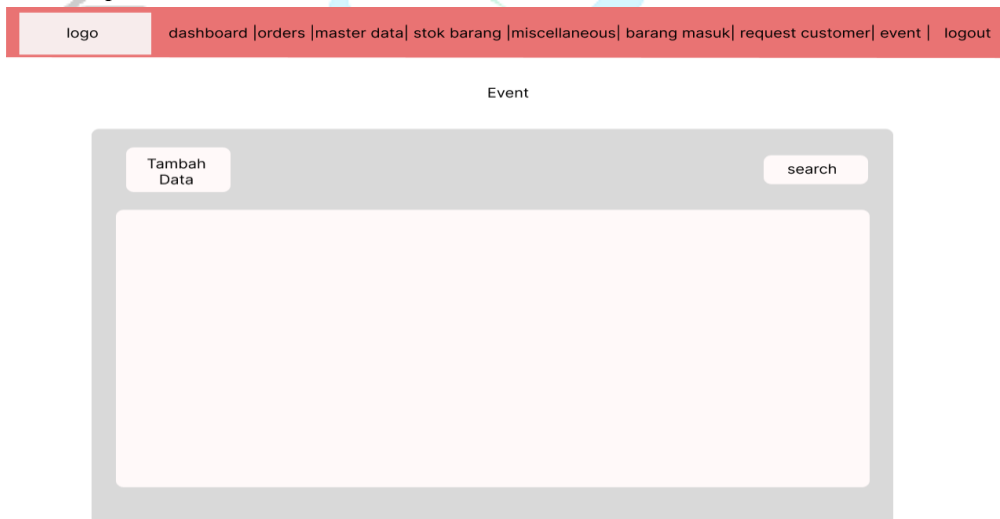 logo
dashboard |orders |master data| stok barang |miscellaneous| barang masuk| request customer| event | logout
Event
Tambah
Data
search